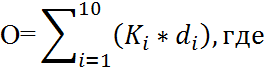 О=∑_{i=1}^{10}(K_i * d_i), где